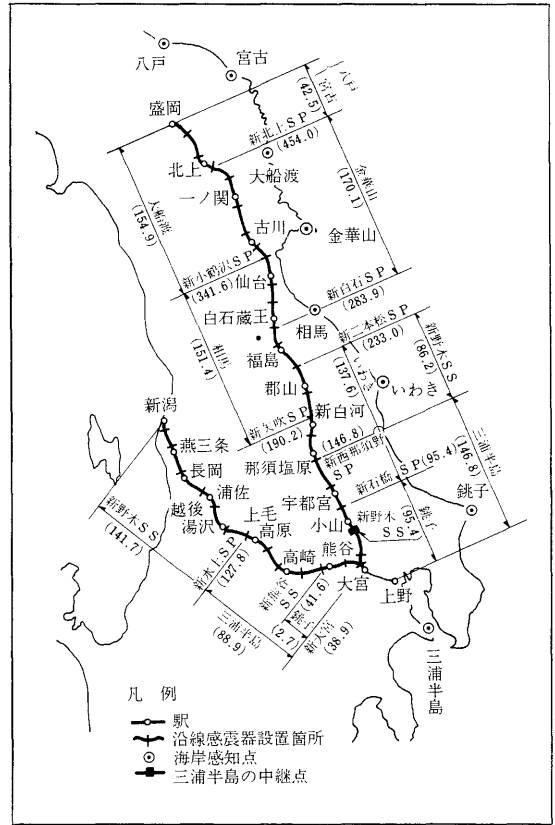 八戸
宮古
盛岡
八戸
宮古
(42.5)
新北上ＳＰ
(454.0)
北上
大船渡
金華山
(170.1)
一ノ関
大船渡
(154.9)
古川
金華山
新小鶴沢ＳＰ
(341.6)
仙台
新白石ＳＰ
(283.9)
白石蔵王
相馬
相馬
(151.4)
新二本松ＳＰ
(233.0)
新野木ＳＳ
(86.2)
福島
いわき
(137.6)
郡山
いわき
新潟
新矢吹ＳＰ
(190.2)
新白河
(146.8)
新西那須野
ＳＰ
三浦半島
(146.8)
燕三条
那須塩原
新石橋ＳＰ(95.4)
長岡
浦佐
宇都宮
銚子
越後
湯沢
上毛
高原
小山
新野木
ＳＳ
銚子
(95.4)
新野木ＳＳ
(141.7)
新水上ＳＰ
(127.8)
高崎
熊谷
大宮
上野
新熊谷
ＳＳ
(41.6)
銚子
(2.7)
新大宮
(38.9)
三浦半島
(88.9)
三浦半島
凡 例
駅
沿線感震器設置箇所
海岸感知点
三浦半島の中継点